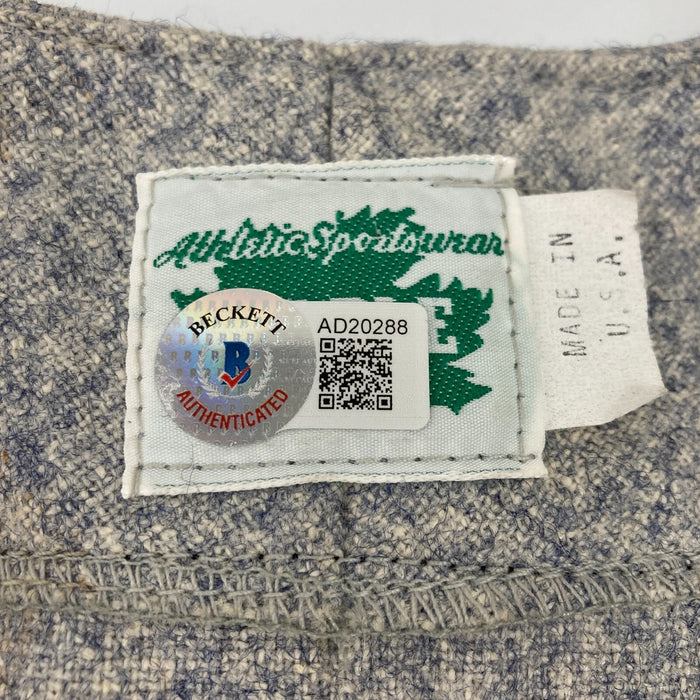 Athletic Sportswear
BECKETT
B
AUTHENTICATED
AD20288
MADE IN
U.S.A.